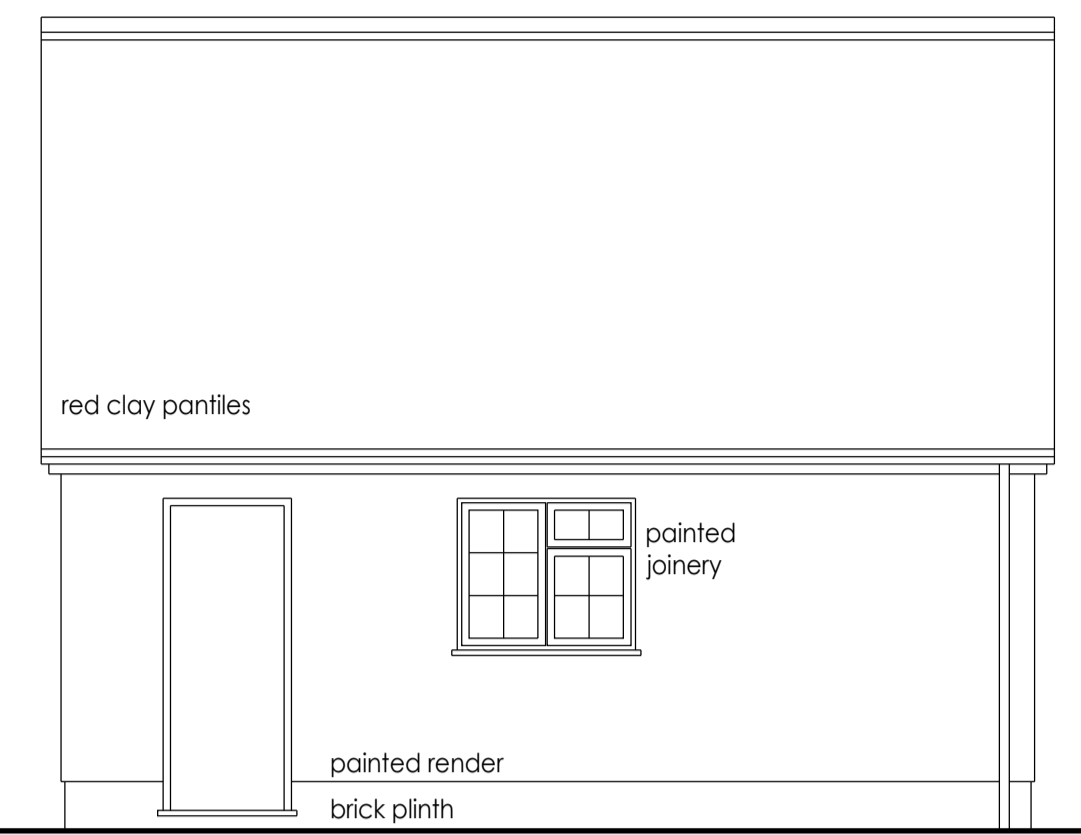 red clay pantiles
painted
joinery
painted render
brick plinth